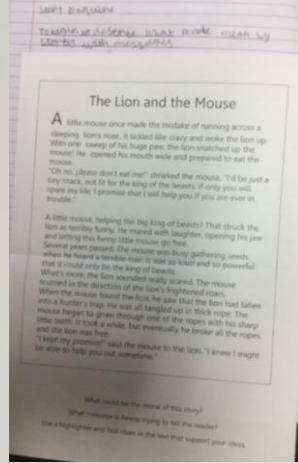 The Lion and the Mouse
A little mouse once made the mistake of running across a
sleeping lion's nose. It tickled like crazy and woke the lion up.
With one sweep of his huge paw, the lion snatched up the
mouse! He opened his mouth wide and prepared to eat the
mouse.
"Oh no, please don't eat me!" shrieked the mouse. "I'd be just a
tiny snack, not fit for the king of the beasts. If only you will
spare my life, I promise that I will help you if you are ever in
trouble."
A little mouse, helping the big king of beasts? That struck the
lion as terribly funny. He roared with laughter, opening his jaw
and letting this funny little mouse go free.
Several years passed. The mouse was busy gathering seeds
when he heard a terrible roar. It was so loud and so powerful
that it could only be the king of beasts.
What's more, the lion sounded really scared. The mouse
scurried in the direction of the lion's frightened roars.
When the mouse found the lion, he saw that the lion had fallen
into a hunter's trap. He was all tangled up in thick rope. The
mouse began to gnaw through one of the ropes with his sharp
little teeth. It took a while, but eventually he broke all the ropes
and the lion was free.
"I kept my promise!" said the mouse to the lion. "I knew I might
be able to help you out sometime."
What could be the moral of this story?
What message is Aesop trying to tell the reader?
Use a highlighter and find clues in the text that support your ideas.